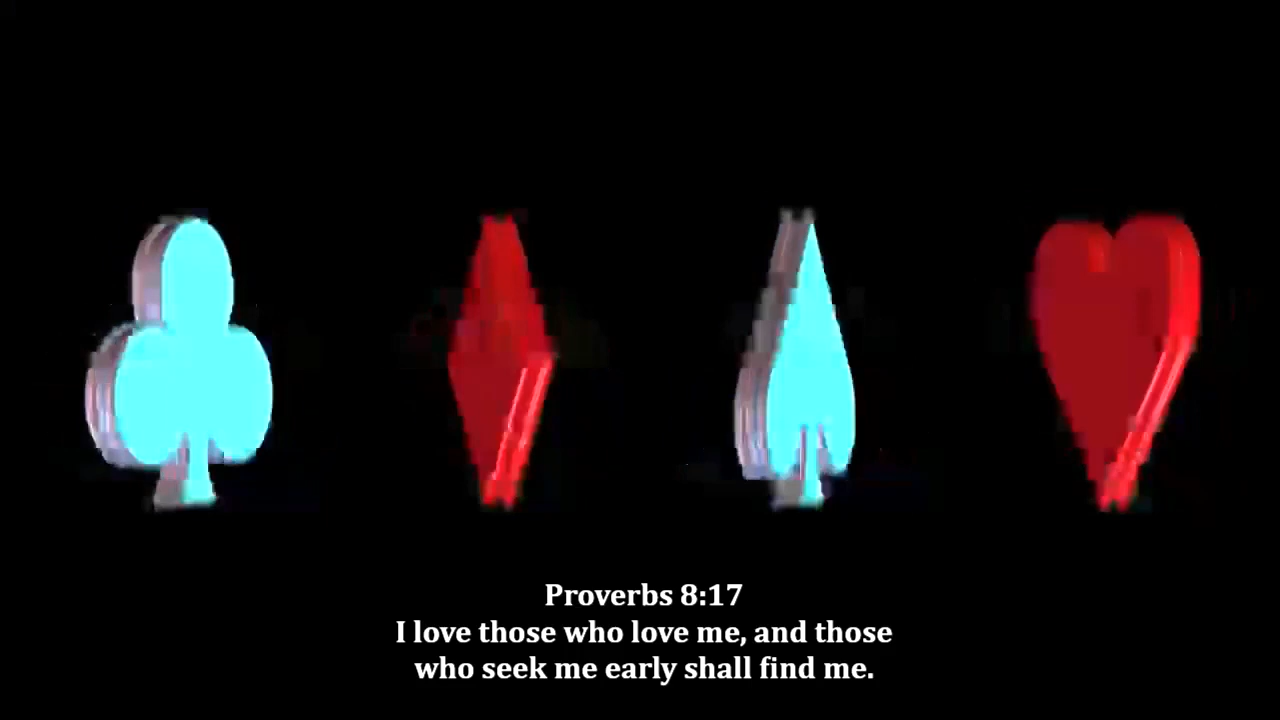 Proverbs 8:17
I love those who love me, and those
who seek me early shall find me.